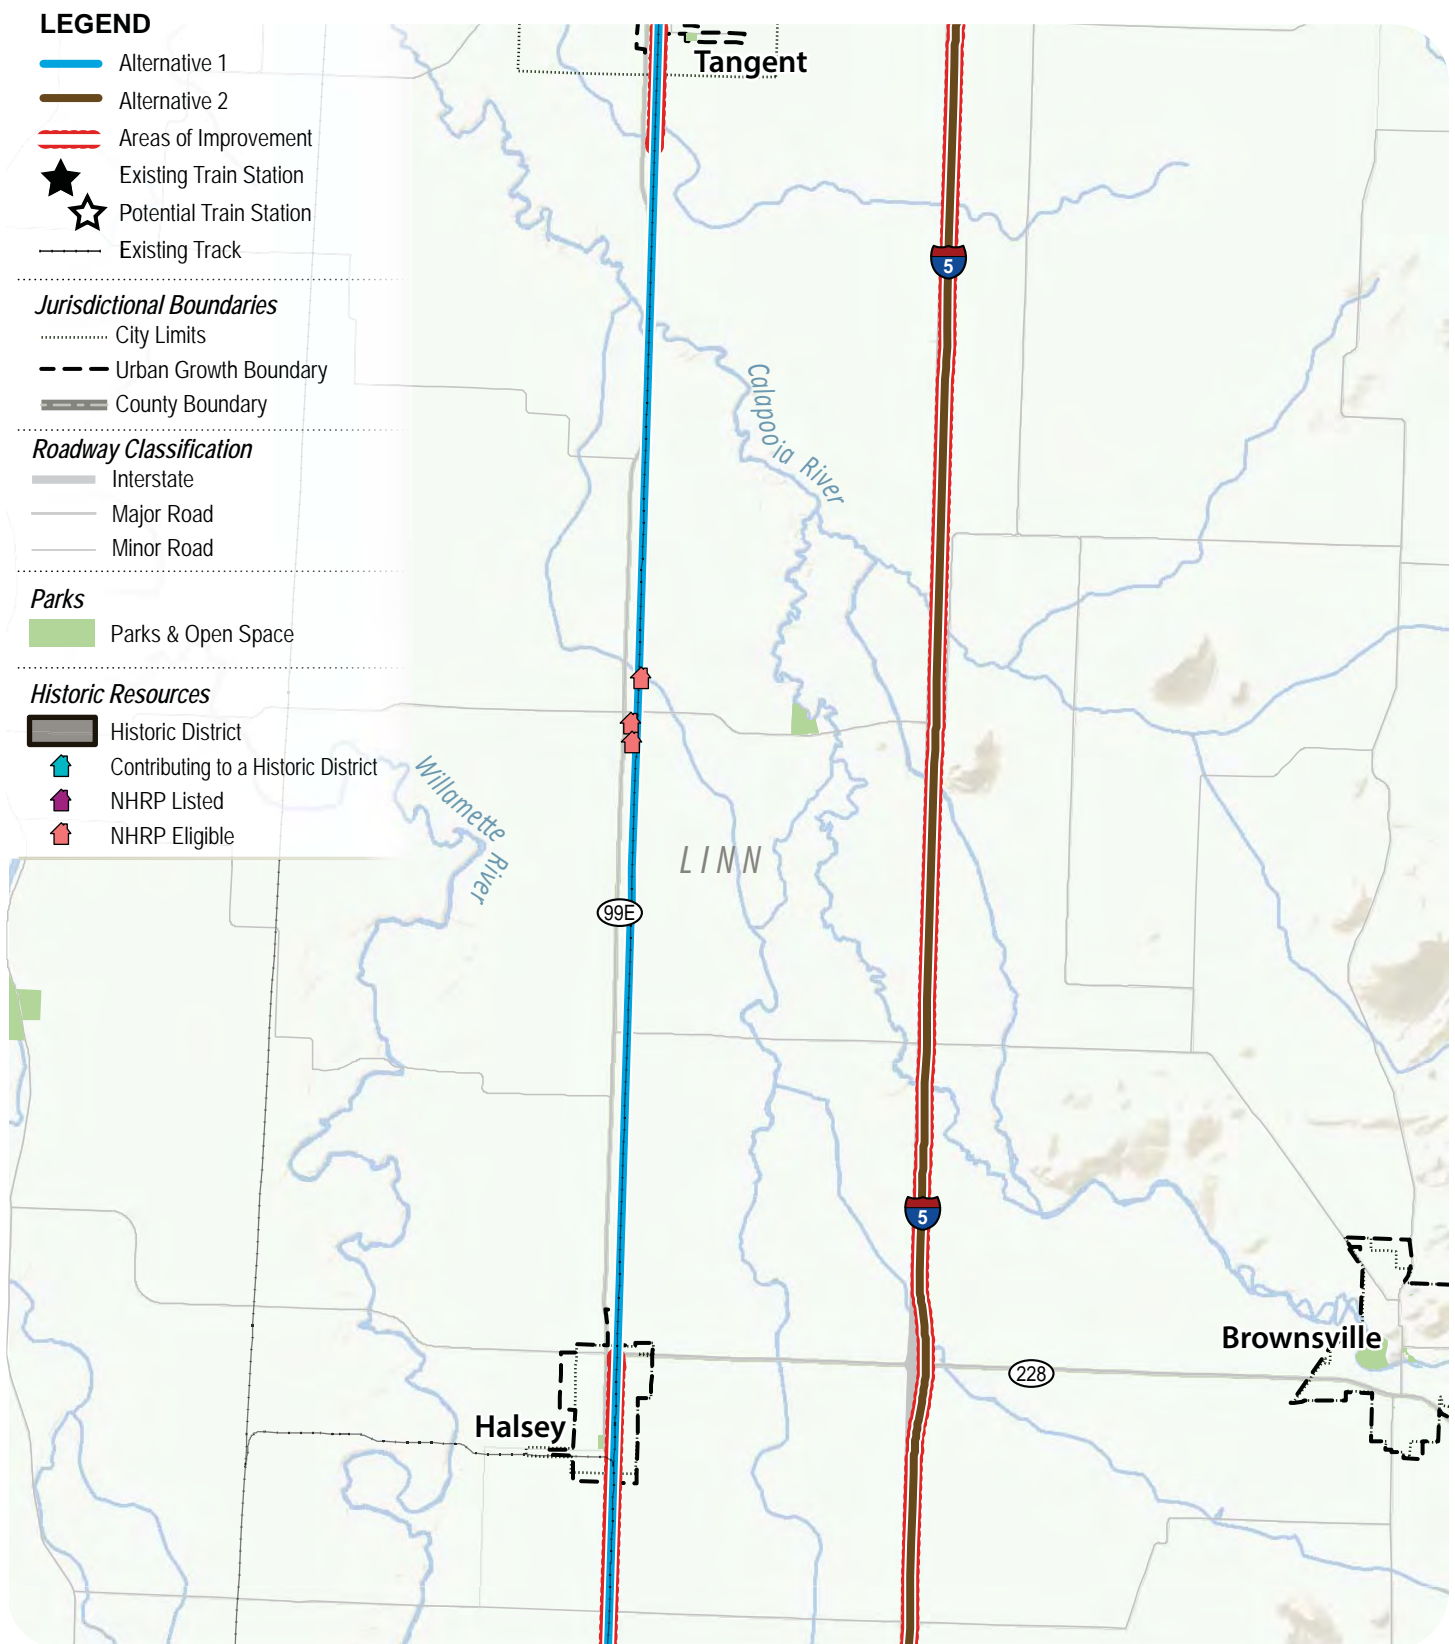 LEGEND
Alternative 1
Alternative 2
Areas of Improvement
Existing Train Station
Potential Train Station
Existing Track
Jurisdictional Boundaries
City Limits
Urban Growth Boundary
County Boundary
Roadway Classification
Interstate
Major Road
Minor Road
Parks
Parks & Open Space
Historic Resources
Historic District
Contributing to a Historic District
NHRP Listed
NHRP Eligible
Tangent
5
Calapooia River
Willamette River
LINN
99E
5
Brownsville
228
Halsey